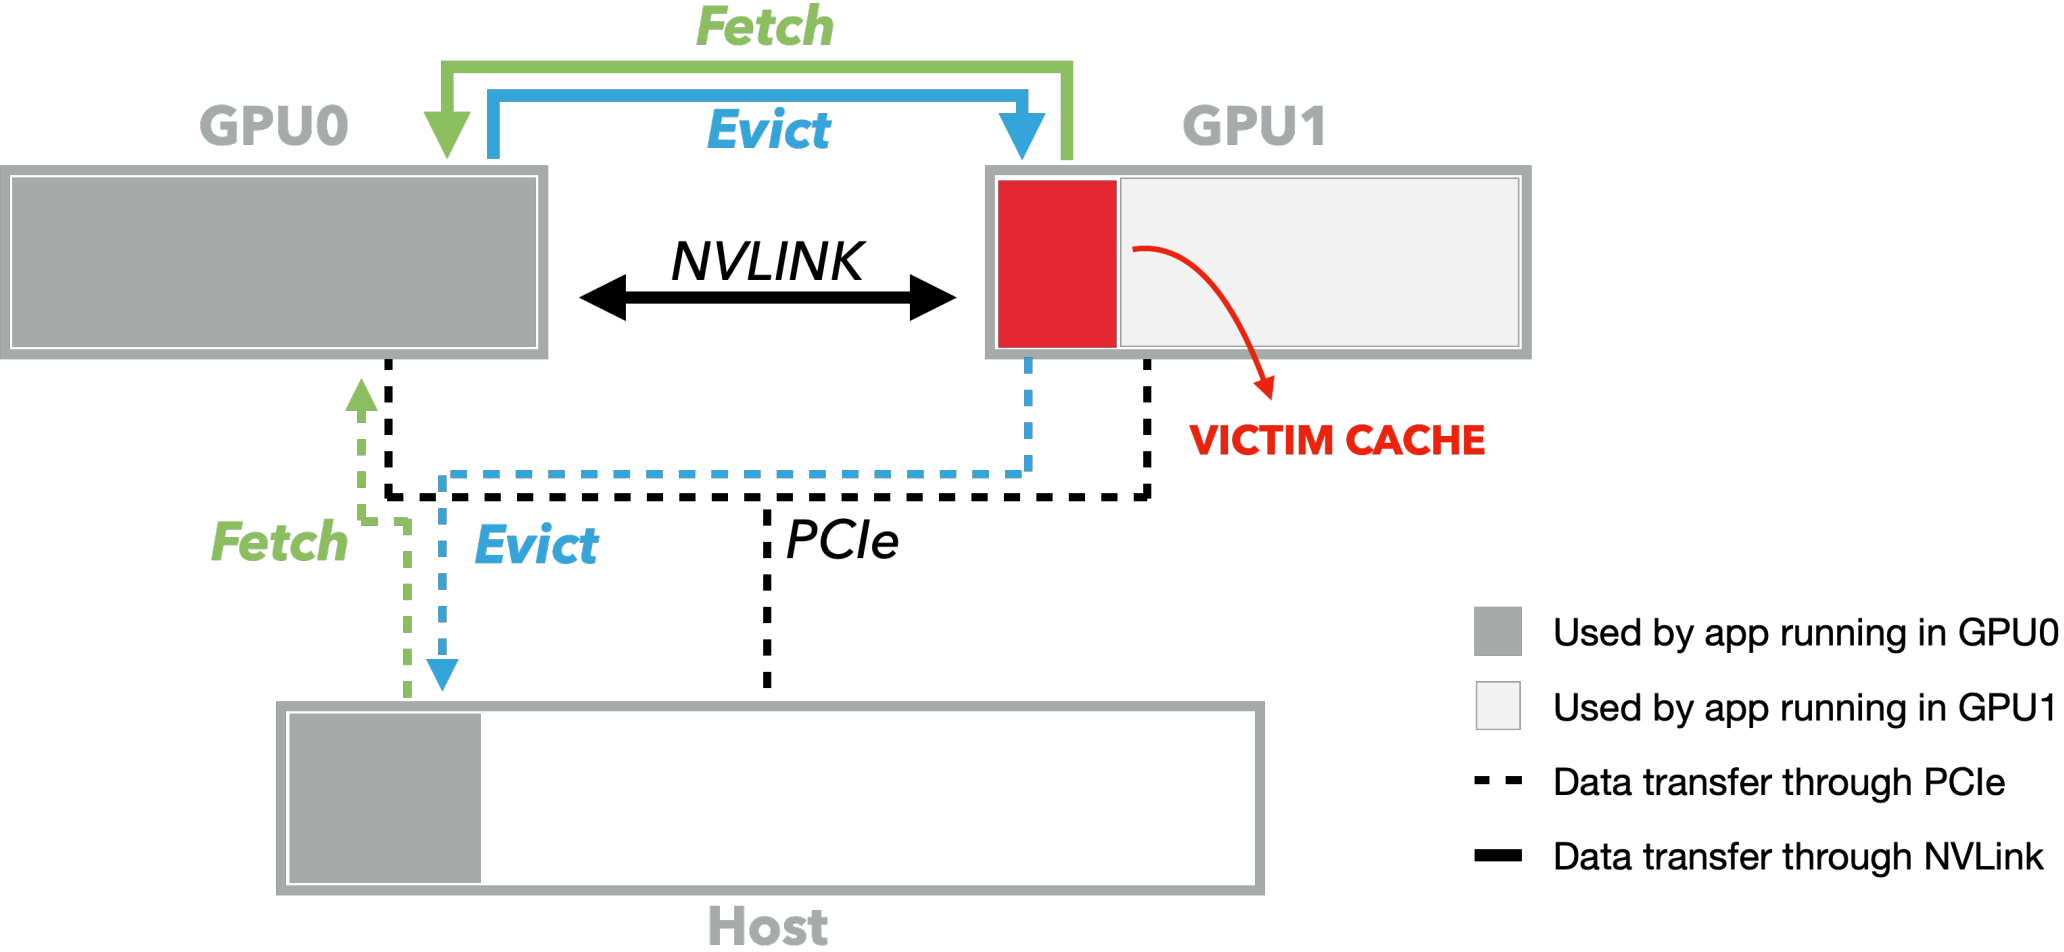 Fetch
GPU0
Evict
GPU1
NVLINK
VICTIM CACHE
Fetch
Evict
PCIe
Used by app running in GPU0
Used by app running in GPU1
Data transfer through PCIe
Data transfer through NVLink
Host